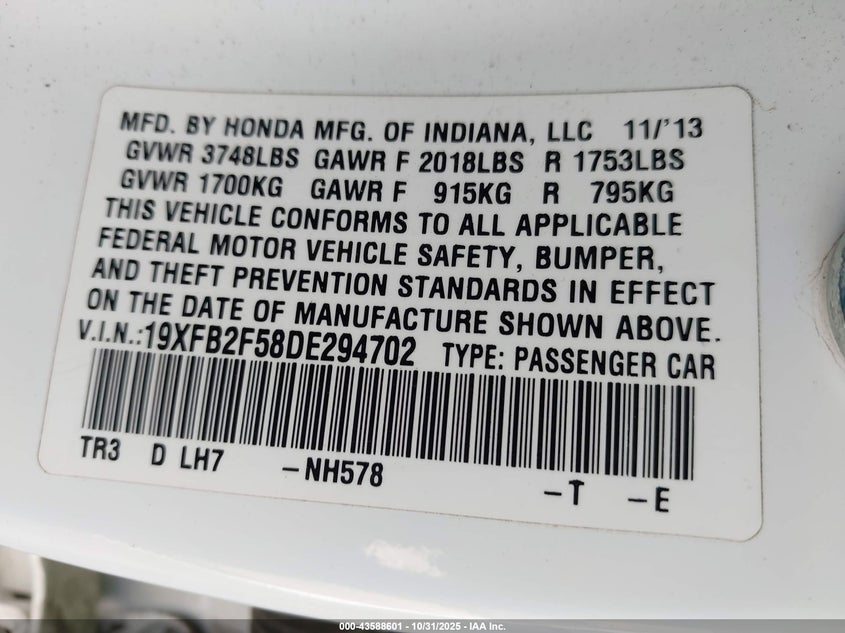 MFD. BY HONDA MFG. OF INDIANA, LLC 11/'13
GVWR 3748LBS GAWR F 2018LBS R 1753LBS
GVWR 1700KG GAWR F 915KG R 795KG
THIS VEHICLE CONFORMS TO ALL APPLICABLE
FEDERAL MOTOR VEHICLE SAFETY, BUMPER,
AND THEFT PREVENTION STANDARDS IN EFFECT
ON THE DATE OF MANUFACTURE SHOWN ABOVE.
V.I.N.:19XFB2F58DE294702 TYPE: PASSENGER CAR
TR3 D LH7 -NH578 -T -E
000-43588601 - 10/31/2025 - IAA Inc.